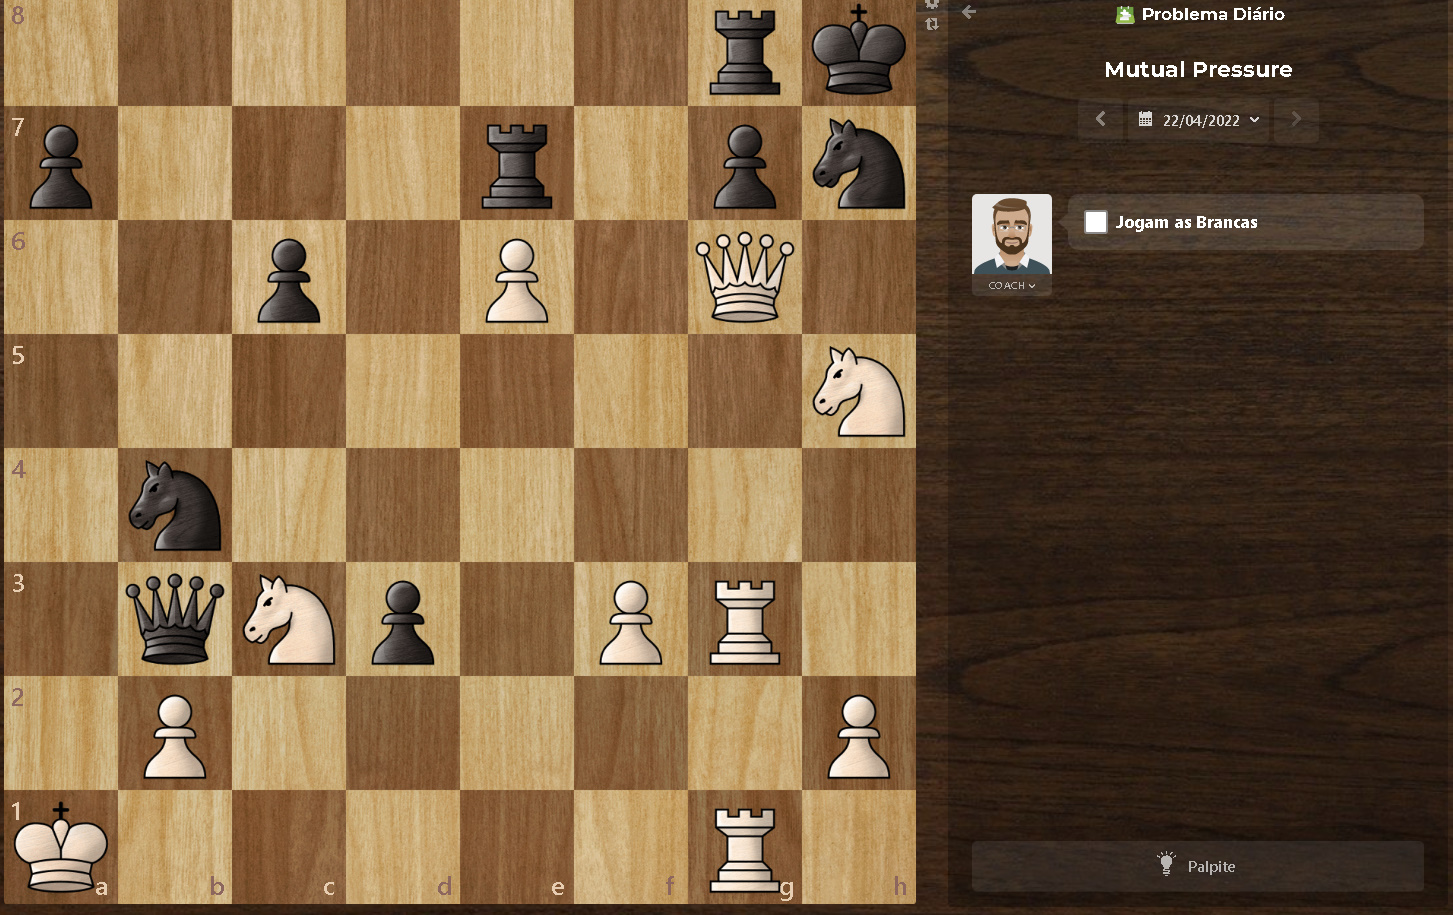 Problema Diário
Mutual Pressure
22/04/2022
Jogam as Brancas
COACH
Palpite
8
7
6
5
4
3
2
1
a b c d e f g h